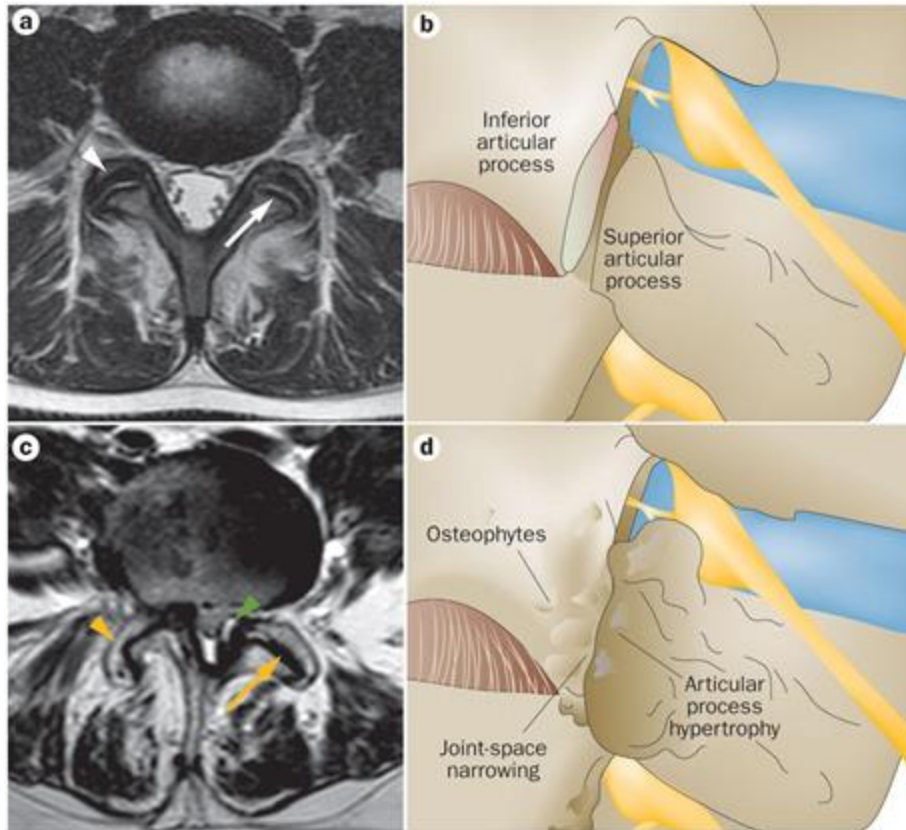 a
b
Inferior
articular
process
Superior
articular
process
c
d
Osteophytes
Articular
process
hypertrophy
Joint-space
narrowing